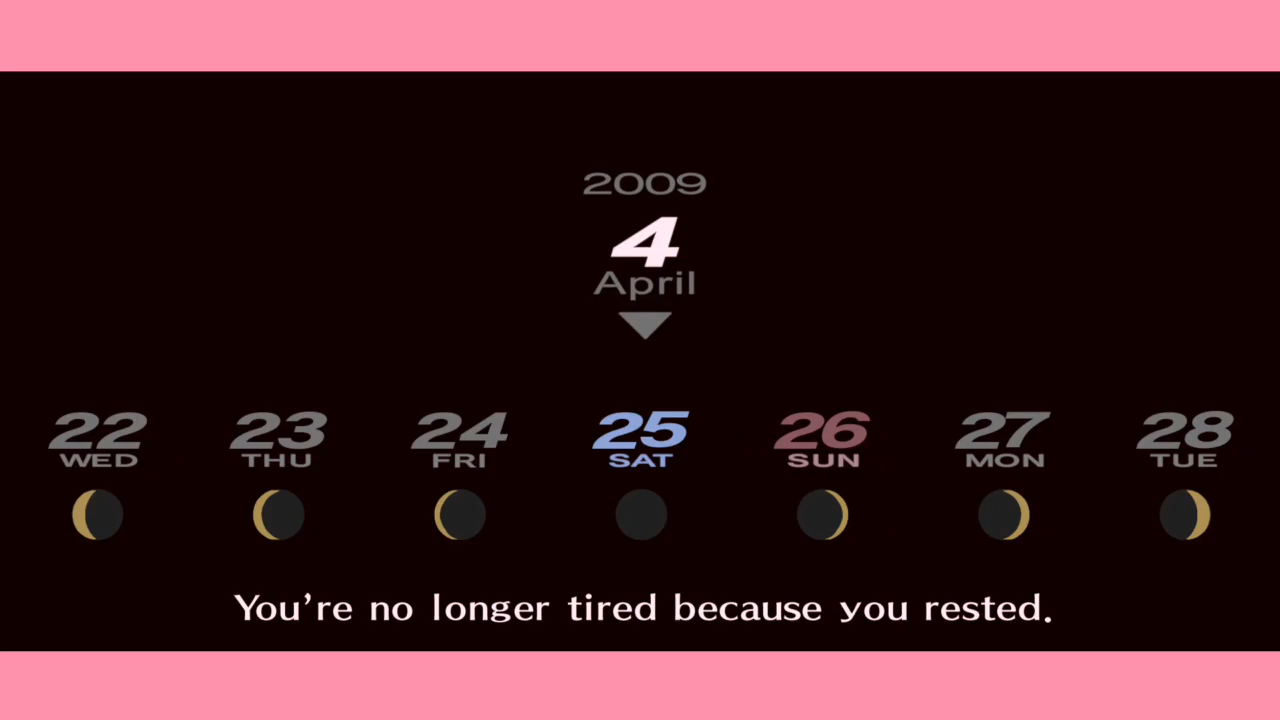 2009
4
April
22 23 24 25 26 27 28
WED THU FRI SAT SUN MON TUE
You're no longer tired because you rested.